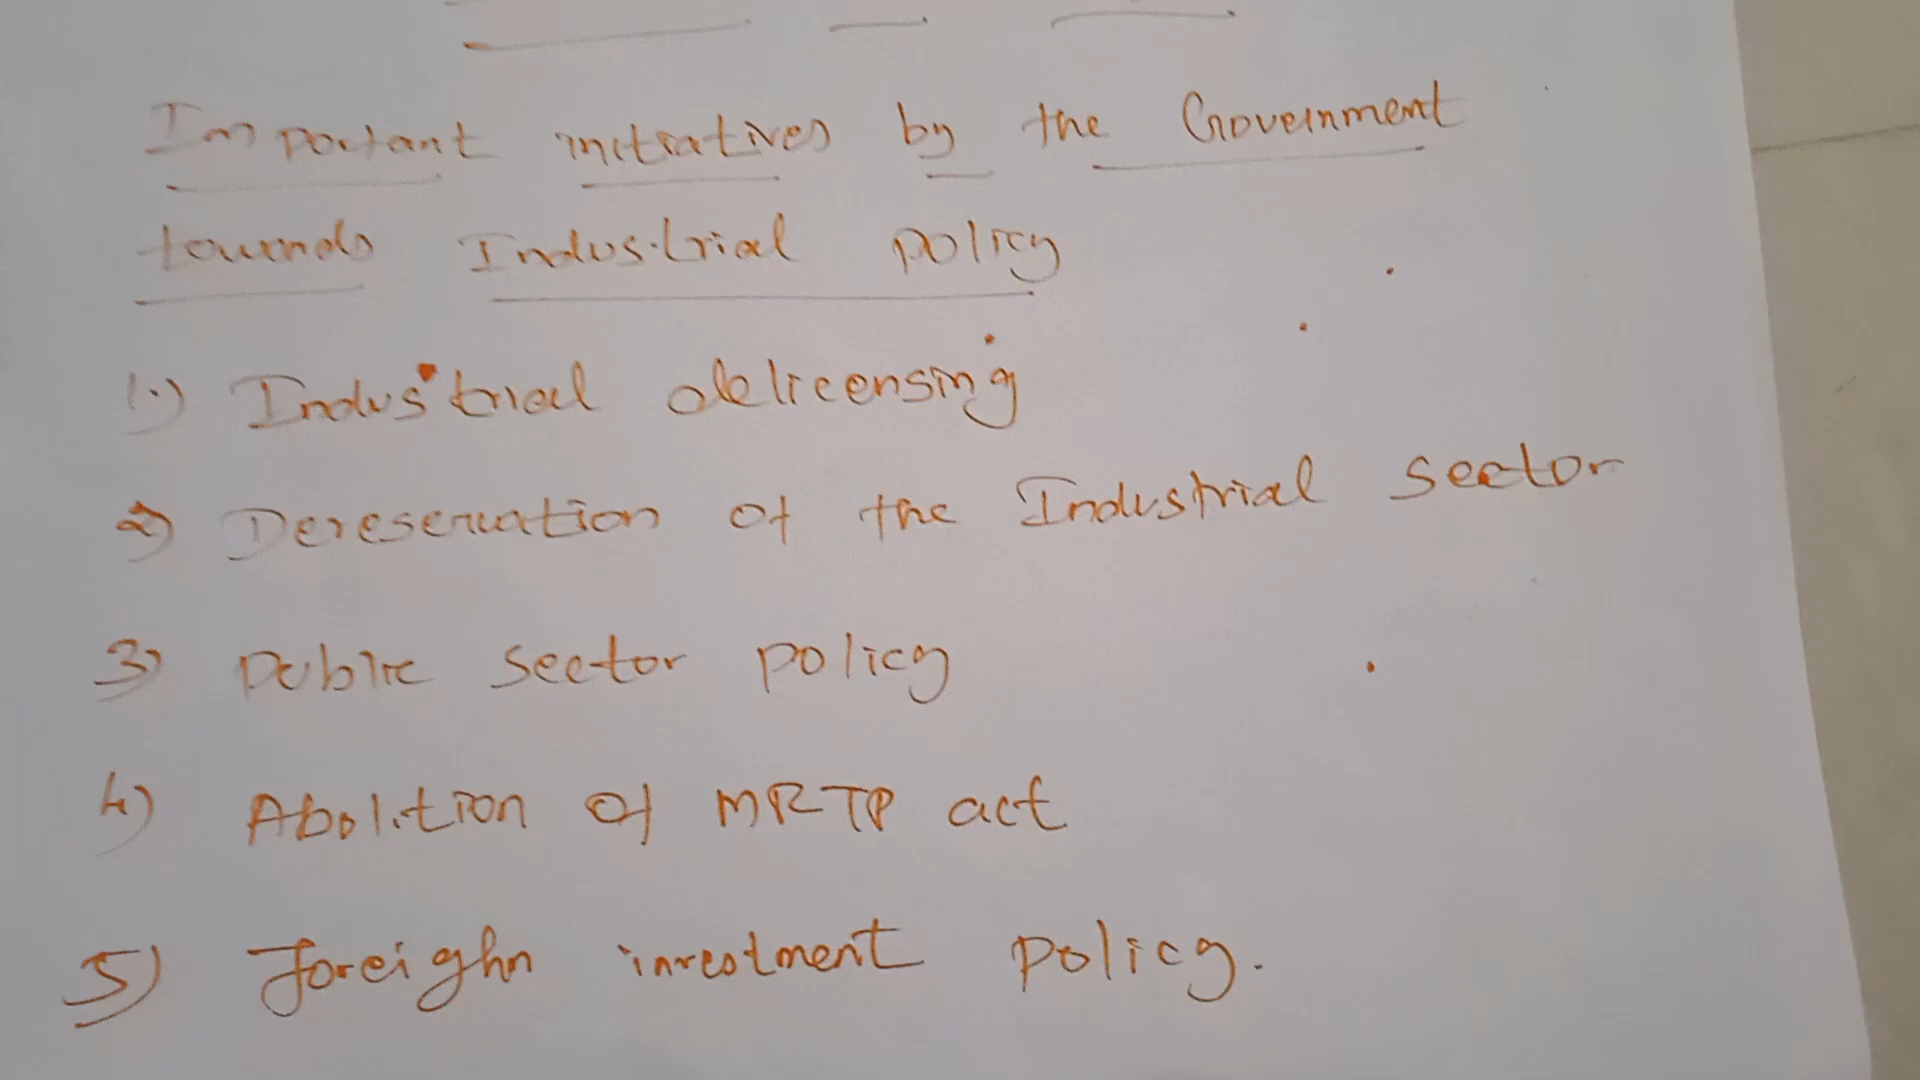 Important initiatives by the Government
towards Industrial policy
1.) Industrial delicensing
2) Dereservation of the Industrial sector
3) Public sector policy
4) Abolition of MRTP act
5) Foreighn investment policy.